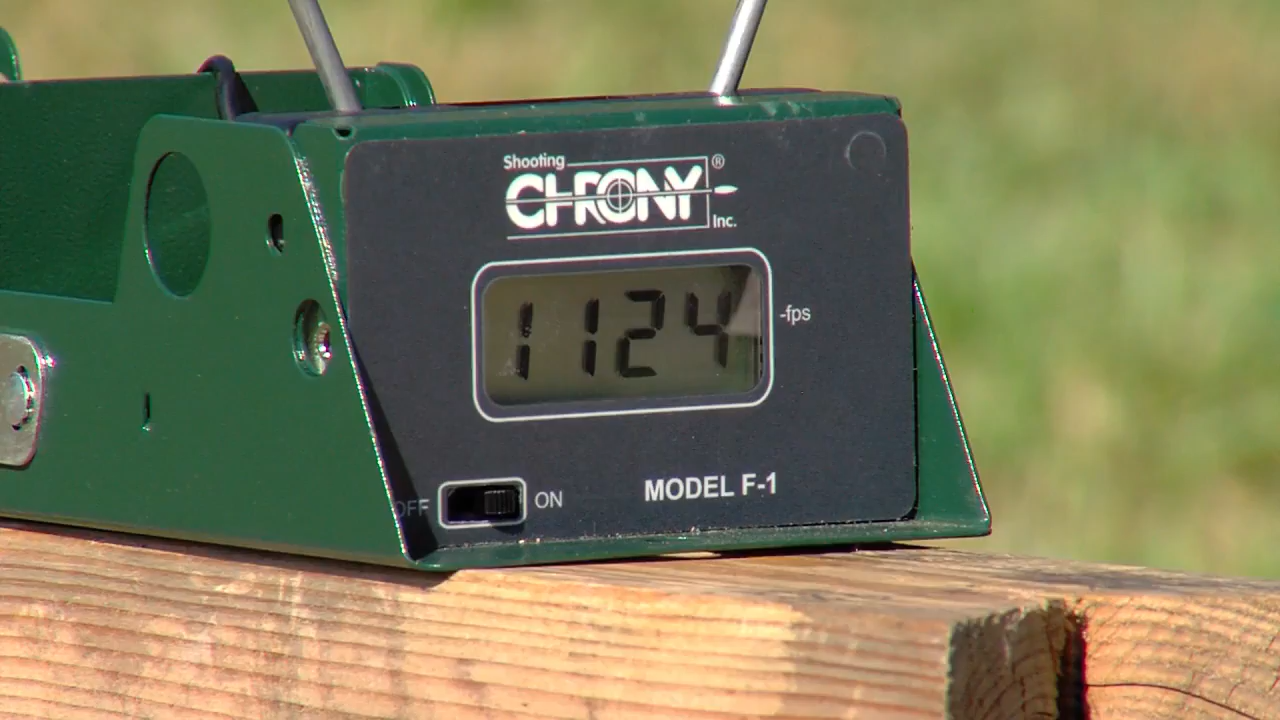 Shooting
CHRONY®
Inc.
1124
-fps
OFF ON
MODEL F-1